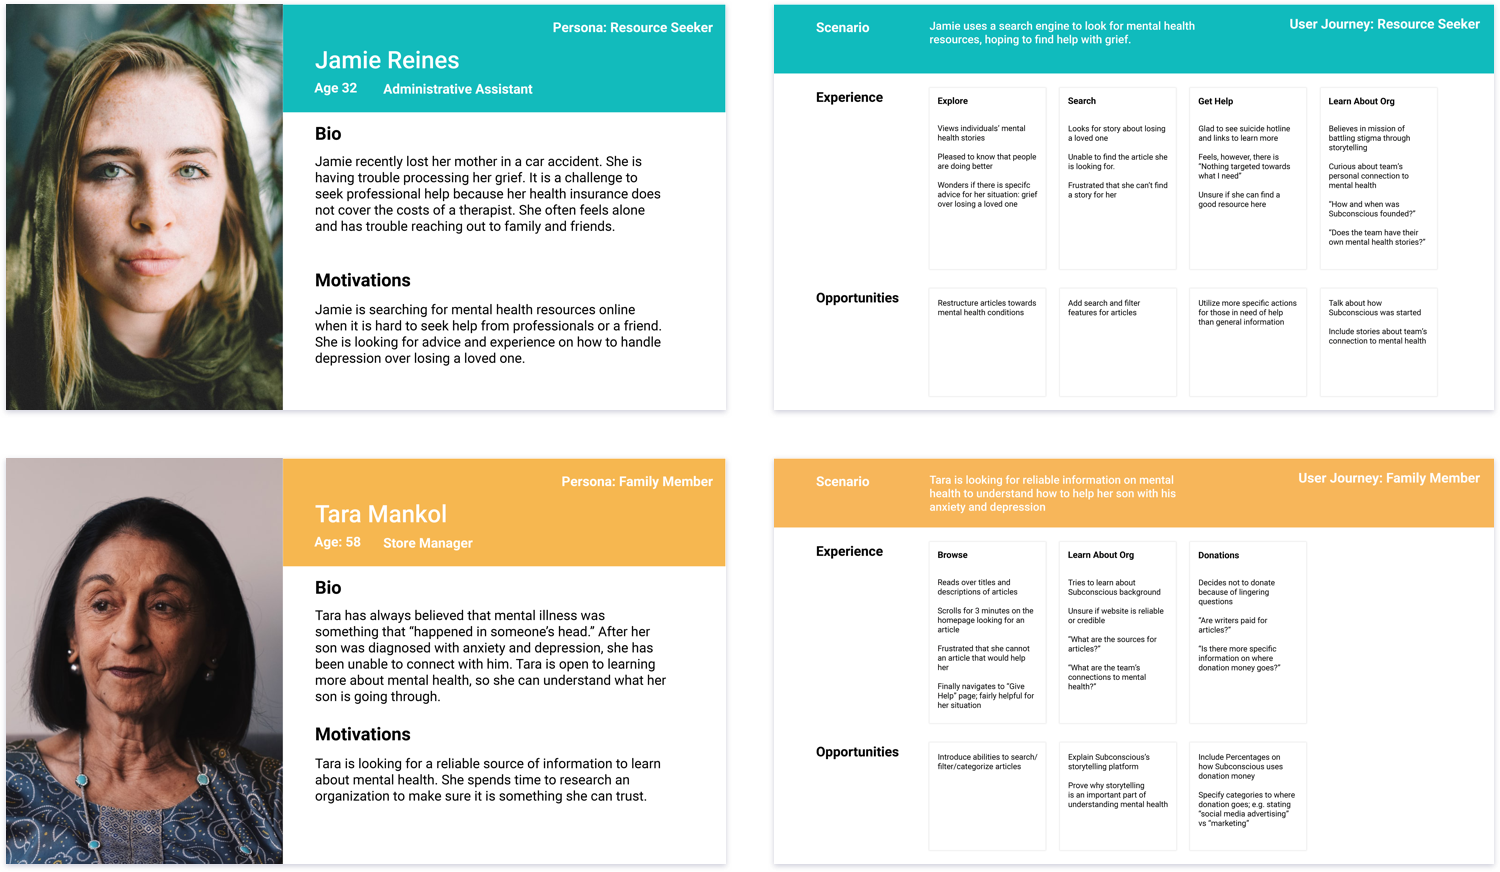 Persona: Resource Seeker
Jamie Reines
Age 32
Administrative Assistant
Bio
Jamie recently lost her mother in a car accident. She is
having trouble processing her grief. It is a challenge to
seek professional help because her health insurance does
not cover the costs of a therapist. She often feels alone
and has trouble reaching out to family and friends.
Motivations
Jamie is searching for mental health resources online
when it is hard to seek help from professionals or a friend.
She is looking for advice and experience on how to handle
depression over losing a loved one.
Scenario
Jamie uses a search engine to look for mental health
resources, hoping to find help with grief.
User Journey: Resource Seeker
Experience
Explore
Views individuals' mental
health stories
Pleased to know that people
are doing better
Wonders if there is specifc
advice for her situation: grief
over losing a loved one
Search
Looks for story about losing
a loved one
Unable to find the article she
is looking for.
Frustrated that she can't find
a story for her
Get Help
Glad to see suicide hotline
and links to learn more
Feels, however, there is
"Nothing targeted towards
what I need"
Unsure if she can find a
good resource here
Learn About Org
Believes in mission of
battling stigma through
storytelling
Curious about team's
personal connection to
mental health
"How and when was
Subconscious founded?"
"Does the team have their
own mental health stories?"
Opportunities
Restructure articles towards
mental health conditions
Add search and filter
features for articles
Utilize more specific actions
for those in need of help
than general information
Talk about how
Subconscious was started
Include stories about team's
connection to mental health
Persona: Family Member
Tara Mankol
Age: 58
Store Manager
Bio
Tara has always believed that mental illness was
something that “happened in someone’s head.” After her
son was diagnosed with anxiety and depression, she has
been unable to connect with him. Tara is open to learning
more about mental health, so she can understand what her
son is going through.
Motivations
Tara is looking for a reliable source of information to learn
about mental health. She spends time to research an
organization to make sure it is something she can trust.
Scenario
Tara is looking for reliable information on mental
health to understand how to help her son with his
anxiety and depression
User Journey: Family Member
Experience
Browse
Reads over titles and
descriptions of articles
Scrolls for 3 minutes on the
homepage looking for an
article
Frustrated that she cannot
an article that would help
her
Finally navigates to "Give
Help" page; fairly helpful for
her situation
Learn About Org
Tries to learn about
Subconscious background
Unsure if website is reliable
or credible
"What are the sources for
articles?"
"What are the team's
connections to mental
health?"
Donations
Decides not to donate
because of lingering
questions
"Are writers paid for
articles?"
"Is there more specific
information on where
donation money goes?"
Opportunities
Introduce abilities to search/
filter/categorize articles
Explain Subconscious's
storytelling platform
Prove why storytelling
is an important part of
understanding mental health
Include Percentages on
how Subconscious uses
donation money
Specify categories to where
donation goes; e.g. stating
"social media advertising"
vs "marketing"